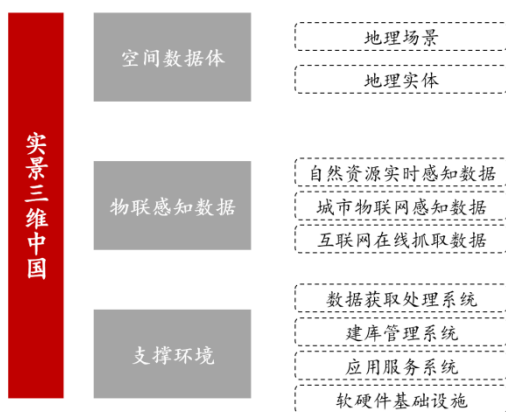 实景三维中国
空间数据体
地理场景
地理实体
物联感知数据
自然资源实时感知数据
城市物联网感知数据
互联网在线抓取数据
支撑环境
数据获取处理系统
建库管理系统
应用服务系统
软硬件基础设施